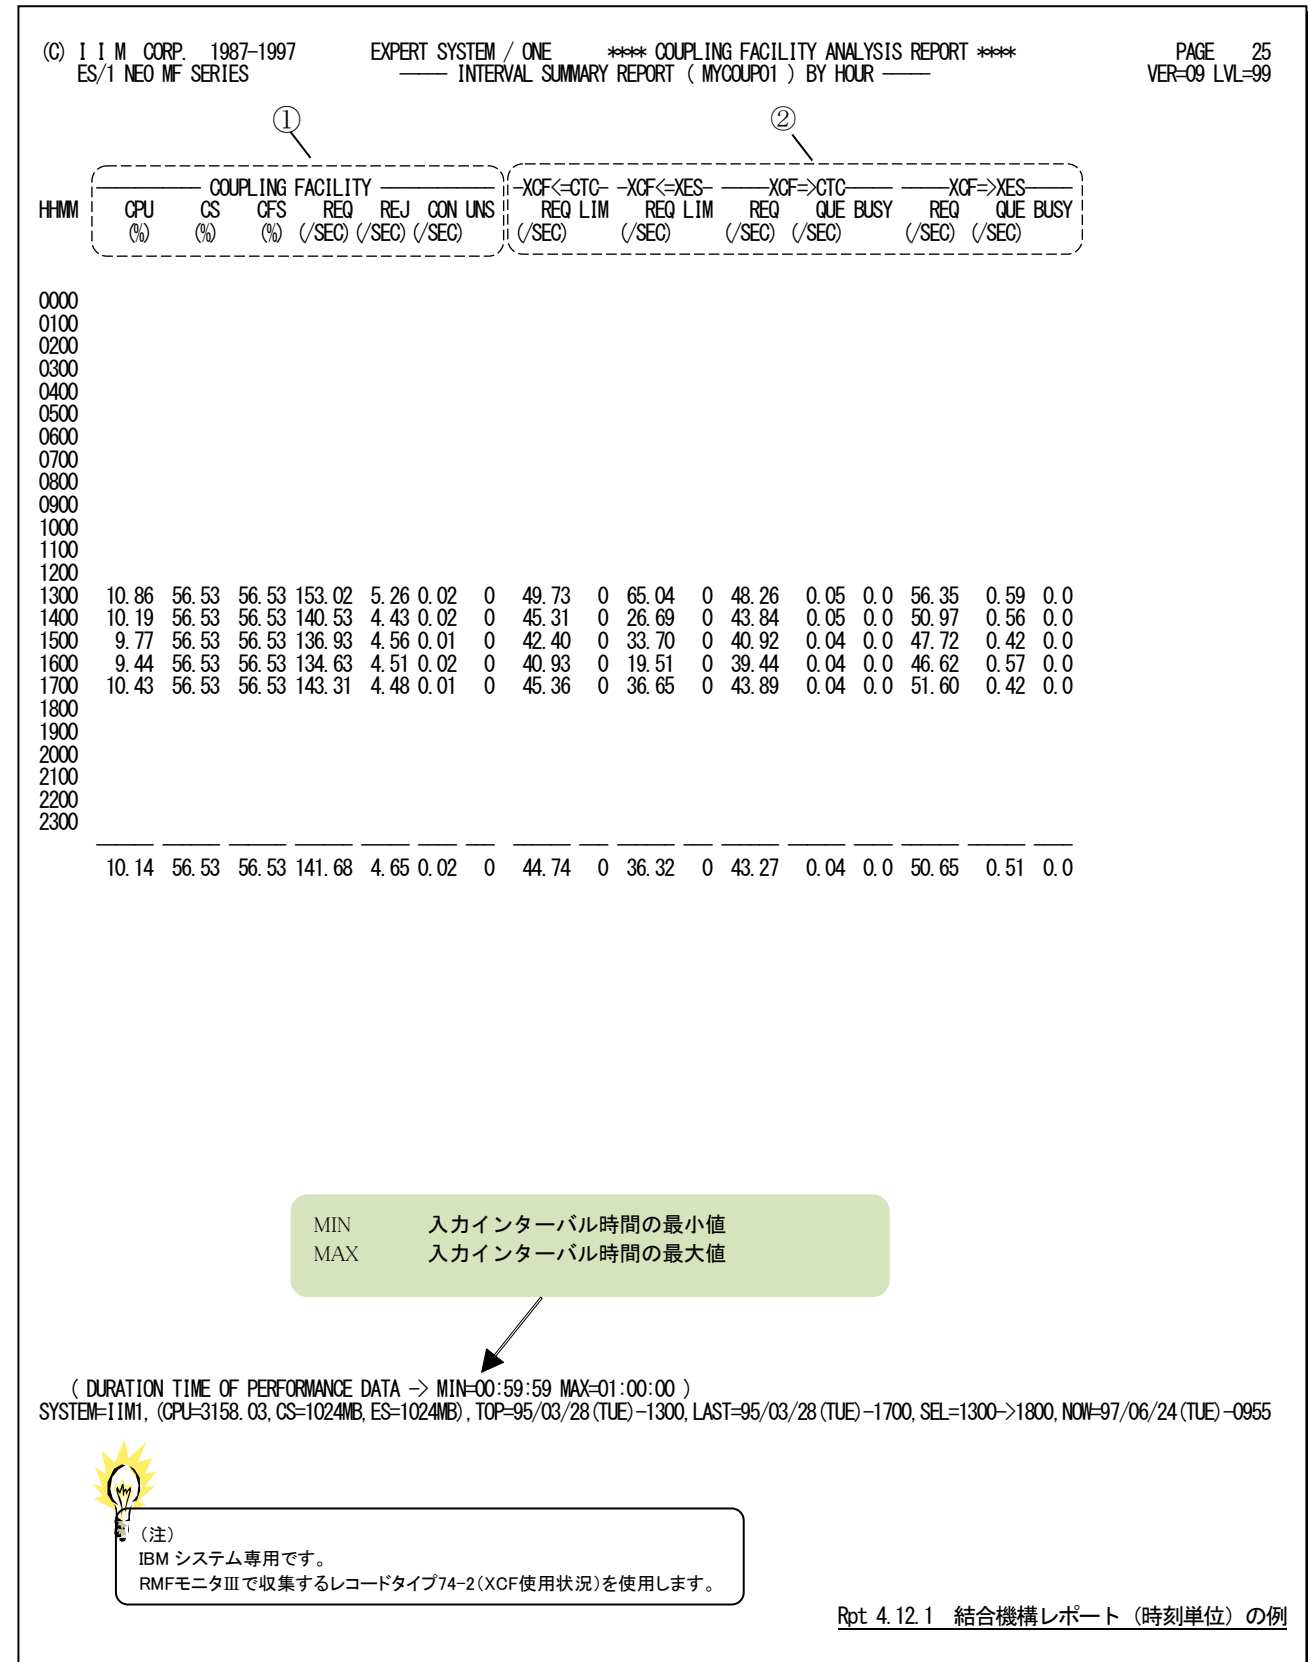 (C) I I M CORP. 1987-1997 EXPERT SYSTEM / ONE **** COUPLING FACILITY ANALYSIS REPORT **** PAGE 25
ES/1 NEO MF SERIES ----- INTERVAL SUMMARY REPORT ( MYCOUP01 ) BY HOUR ----- VER=09 LVL=99
① ②
----------- COUPLING FACILITY ------------ -XCF<=CTC- -XCF<=XES- -----XCF=>CTC----- -----XCF=>XES-----
HHMM CPU CS CFS REQ REJ CON UNS REQ LIM REQ LIM REQ QUE BUSY REQ QUE BUSY
(%) (%) (%) (/SEC) (/SEC) (/SEC) (/SEC) (/SEC) (/SEC) (/SEC) (/SEC) (/SEC)
0000
0100
0200
0300
0400
0500
0600
0700
0800
0900
1000
1100
1200
1300 10.86 56.53 56.53 153.02 5.26 0.02 0 49.73 0 65.04 0 48.26 0.05 0.0 56.35 0.59 0.0
1400 10.19 56.53 56.53 140.53 4.43 0.02 0 45.31 0 26.69 0 43.84 0.05 0.0 50.97 0.56 0.0
1500 9.77 56.53 56.53 136.93 4.56 0.01 0 42.40 0 33.70 0 40.92 0.04 0.0 47.72 0.42 0.0
1600 9.44 56.53 56.53 134.63 4.51 0.02 0 40.93 0 19.51 0 39.44 0.04 0.0 46.62 0.57 0.0
1700 10.43 56.53 56.53 143.31 4.48 0.01 0 45.36 0 36.65 0 43.89 0.04 0.0 51.60 0.42 0.0
1800
1900
2000
2100
2200
2300
10.14 56.53 56.53 141.68 4.65 0.02 0 44.74 0 36.32 0 43.27 0.04 0.0 50.65 0.51 0.0
MIN 入力インターバル時間の最小値
MAX 入力インターバル時間の最大値
( DURATION TIME OF PERFORMANCE DATA -> MIN=00:59:59 MAX=01:00:00 )
SYSTEM=IIM1, (CPU=3158.03,CS=1024MB,ES=1024MB),TOP=95/03/28(TUE)-1300,LAST=95/03/28(TUE)-1700,SEL=1300->1800,NOW=97/06/24(TUE)-0955
（注）
IBM システム専用です。
RMFモニタⅢで収集するレコードタイプ74-2（XCF使用状況）を使用します。
Rpt 4.12.1 結合機構レポート（時刻単位）の例